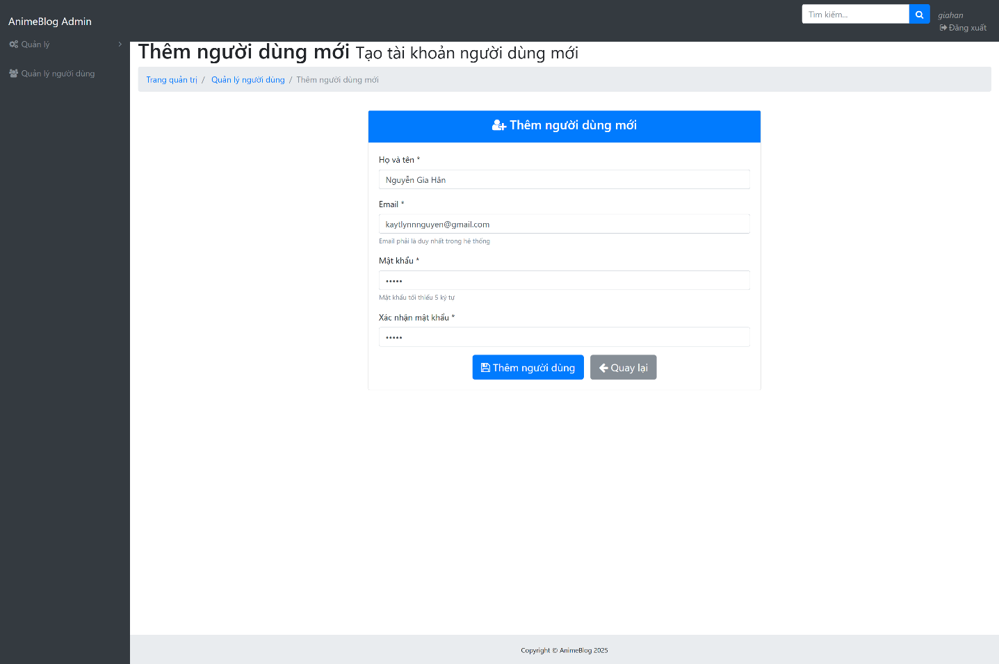 AnimeBlog Admin
Tìm kiếm...
giahan
Đăng xuất
Quản lý
Quản lý người dùng
Thêm người dùng mới Tạo tài khoản người dùng mới
Trang quản trị / Quản lý người dùng / Thêm người dùng mới
Thêm người dùng mới
Họ và tên *
Nguyễn Gia Hân
Email *
kaytlynnnguyen@gmail.com
Email phải là duy nhất trong hệ thống
Mật khẩu *
•••••
Mật khẩu tối thiểu 5 ký tự
Xác nhận mật khẩu *
•••••
Thêm người dùng
Quay lại
Copyright © AnimeBlog 2025